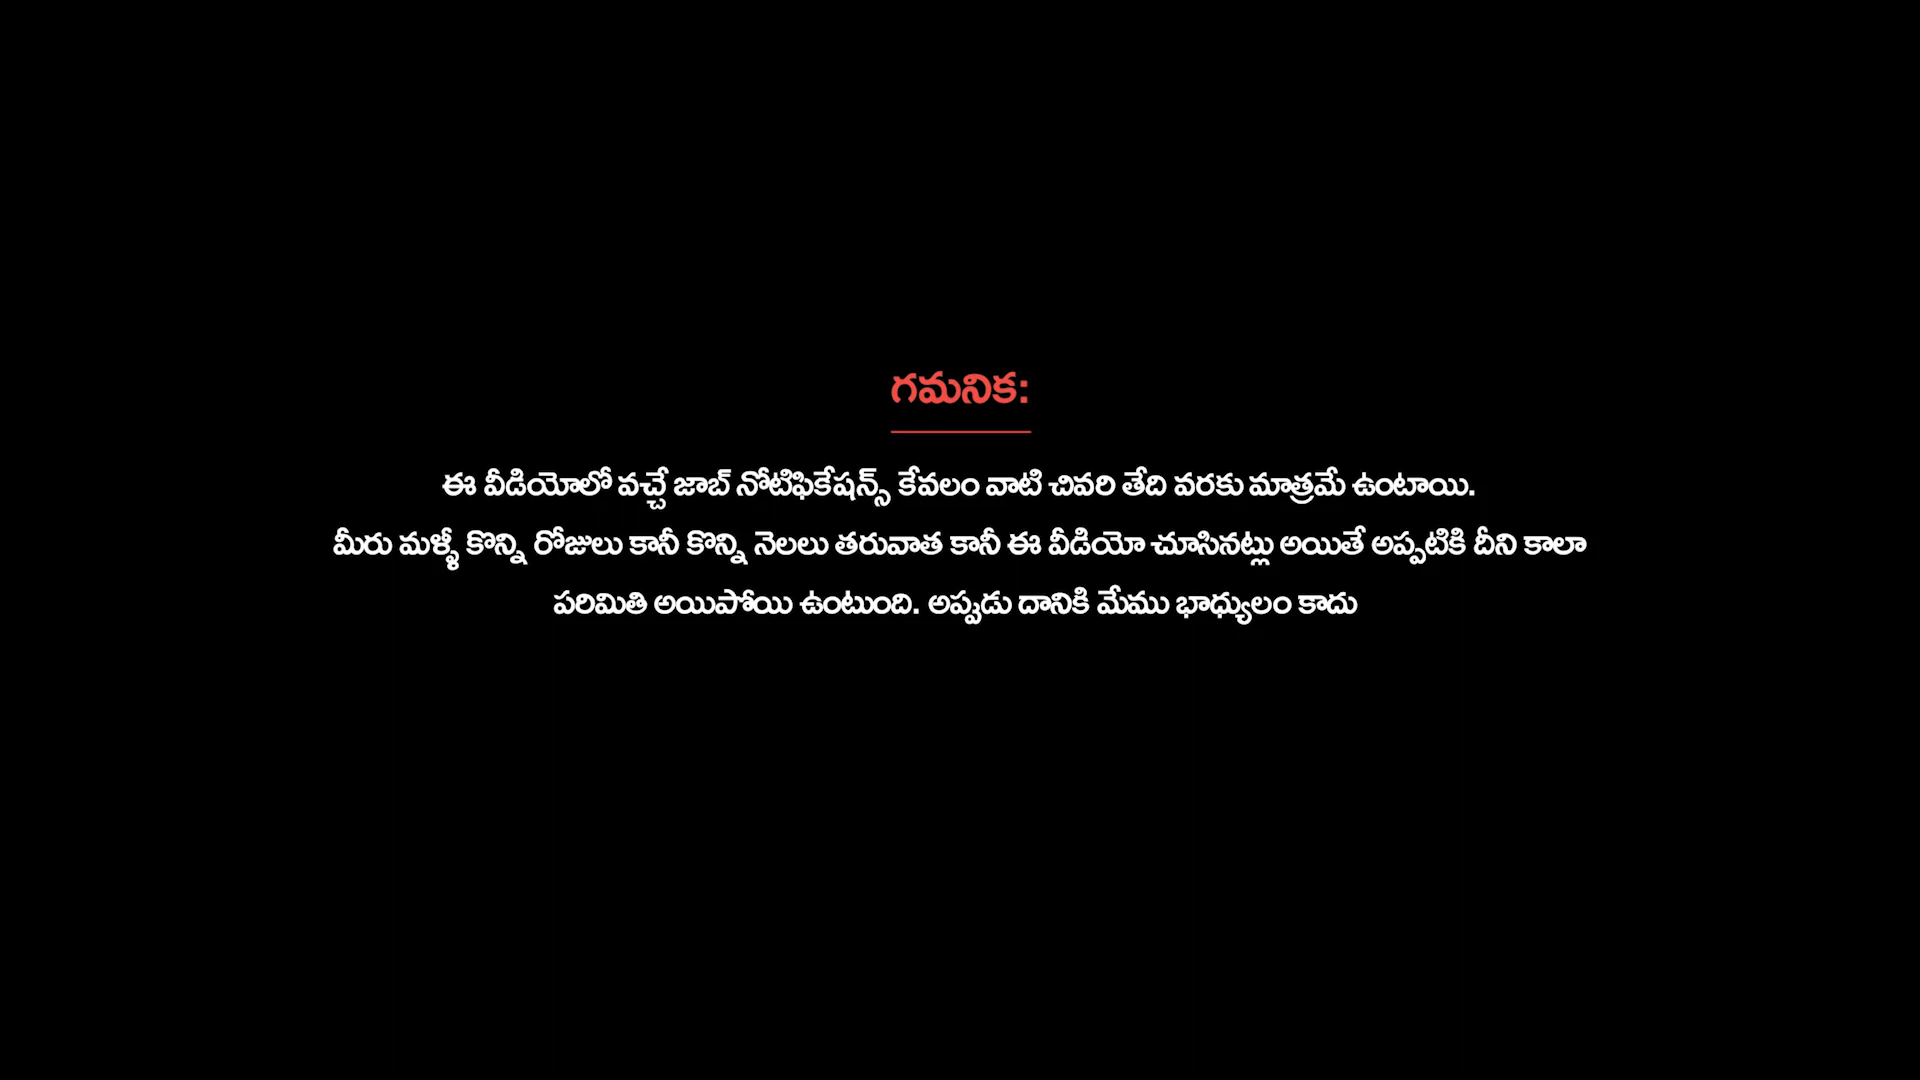 గమనిక:
ఈ వీడియోలో వచ్చే జాబ్ నోటిఫికేషన్స్ కేవలం వాటి చివరి తేది వరకు మాత్రమే ఉంటాయి.
మీరు మళ్ళీ కొన్ని రోజులు కానీ కొన్ని నెలలు తరువాత కానీ ఈ వీడియో చూసినట్లు అయితే అప్పటికి దీని కాలా
పరిమితి అయిపోయి ఉంటుంది. అప్పుడు దానికి మేము భాధ్యులం కాదు